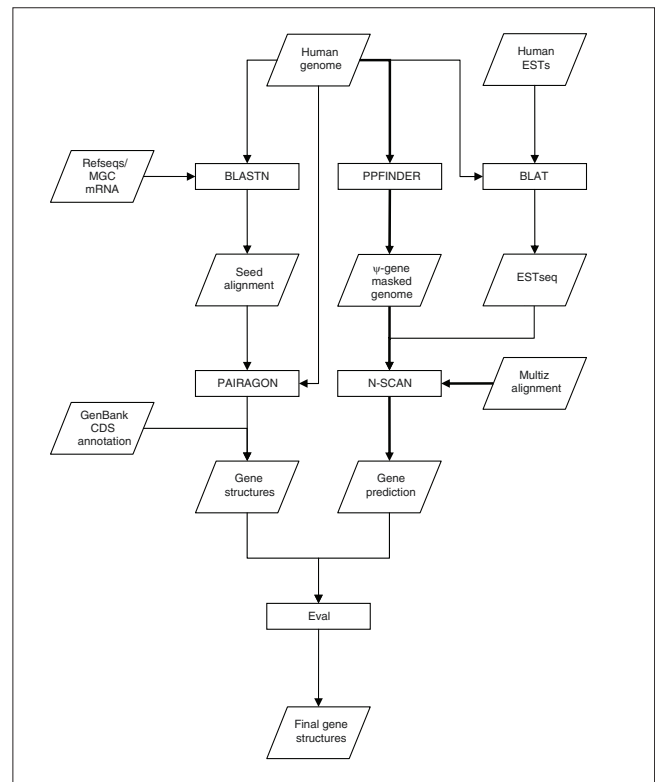 Human
genome
Human
ESTs
Refseqs/
MGC
mRNA
BLASTN
PPFINDER
BLAT
Seed
alignment
ψ-gene
masked
genome
ESTseq
PAIRAGON
N-SCAN
Multiz
alignment
GenBank
CDS
annotation
Gene
structures
Gene
prediction
Eval
Final gene
structures